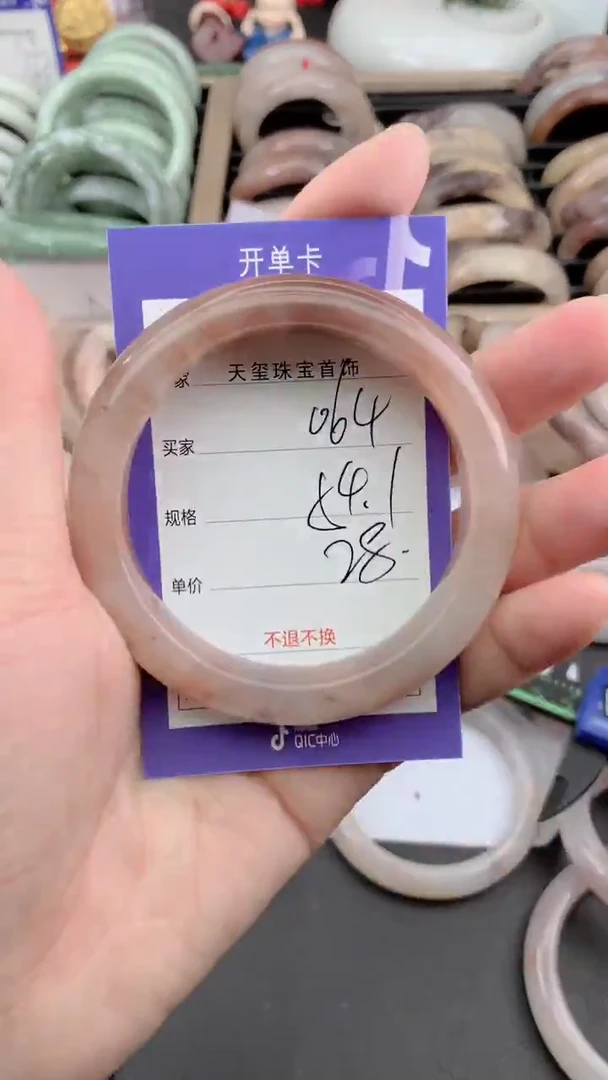 开单卡
家 天玺珠宝首饰
买家 064
规格 54.1
单价 28.
不退不换
QIC中心